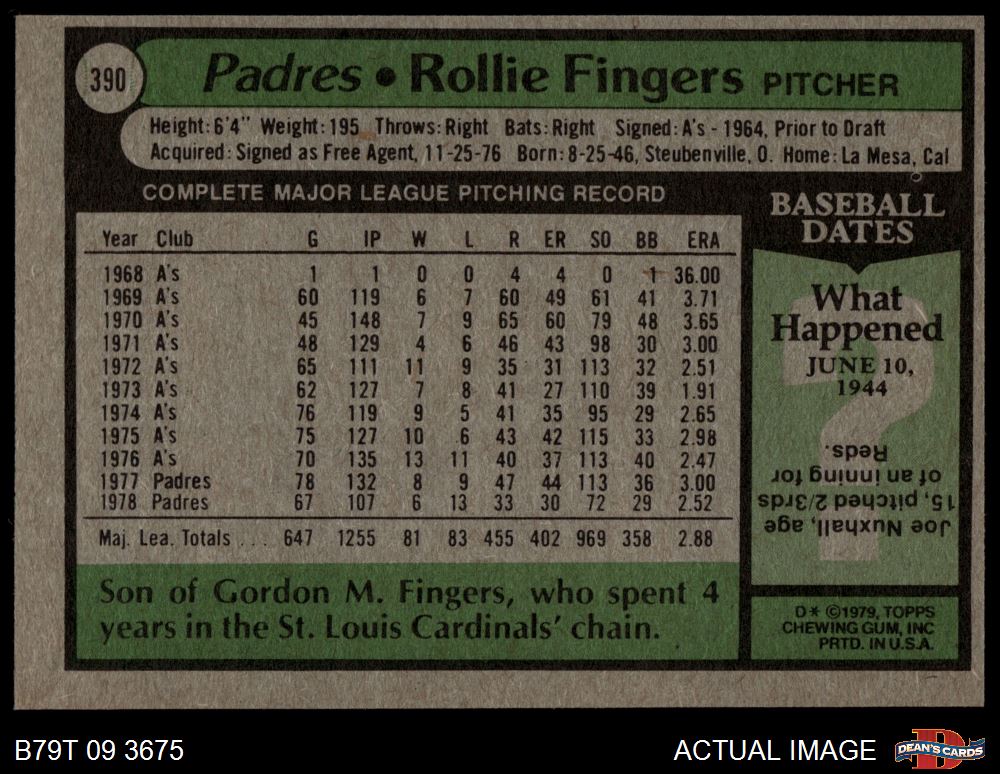 390 Padres • Rollie Fingers PITCHER
Height: 6'4" Weight: 195 Throws: Right Bats: Right Signed: A's - 1964, Prior to Draft
Acquired: Signed as Free Agent, 11-25-76 Born: 8-25-46, Steubenville, O. Home: La Mesa, Cal
COMPLETE MAJOR LEAGUE PITCHING RECORD
Year Club G IP W L R ER SO BB ERA
1968 A's 1 1 0 0 4 4 0 1 36.00
1969 A's 60 119 6 7 60 49 61 41 3.71
1970 A's 45 148 7 9 65 60 79 48 3.65
1971 A's 48 129 4 6 46 43 98 30 3.00
1972 A's 65 111 11 9 35 31 113 32 2.51
1973 A's 62 127 7 8 41 27 110 39 1.91
1974 A's 76 119 9 5 41 35 95 29 2.65
1975 A's 75 127 10 6 43 42 115 33 2.98
1976 A's 70 135 13 11 40 37 113 40 2.47
1977 Padres 78 132 8 9 47 44 113 36 3.00
1978 Padres 67 107 6 13 33 30 72 29 2.52
Maj. Lea. Totals ... 647 1255 81 83 455 402 969 358 2.88
Son of Gordon M. Fingers, who spent 4
years in the St. Louis Cardinals' chain.
BASEBALL
DATES
What
Happened
JUNE 10,
1944
?
Joe Nuxhall, age
15, pitched 2/3rds
of an inning for
Reds.
D* ©1979, TOPPS
CHEWING GUM, INC
PRTD. IN U.S.A.
B79T 09 3675
ACTUAL IMAGE
D
DEAN'S CARDS